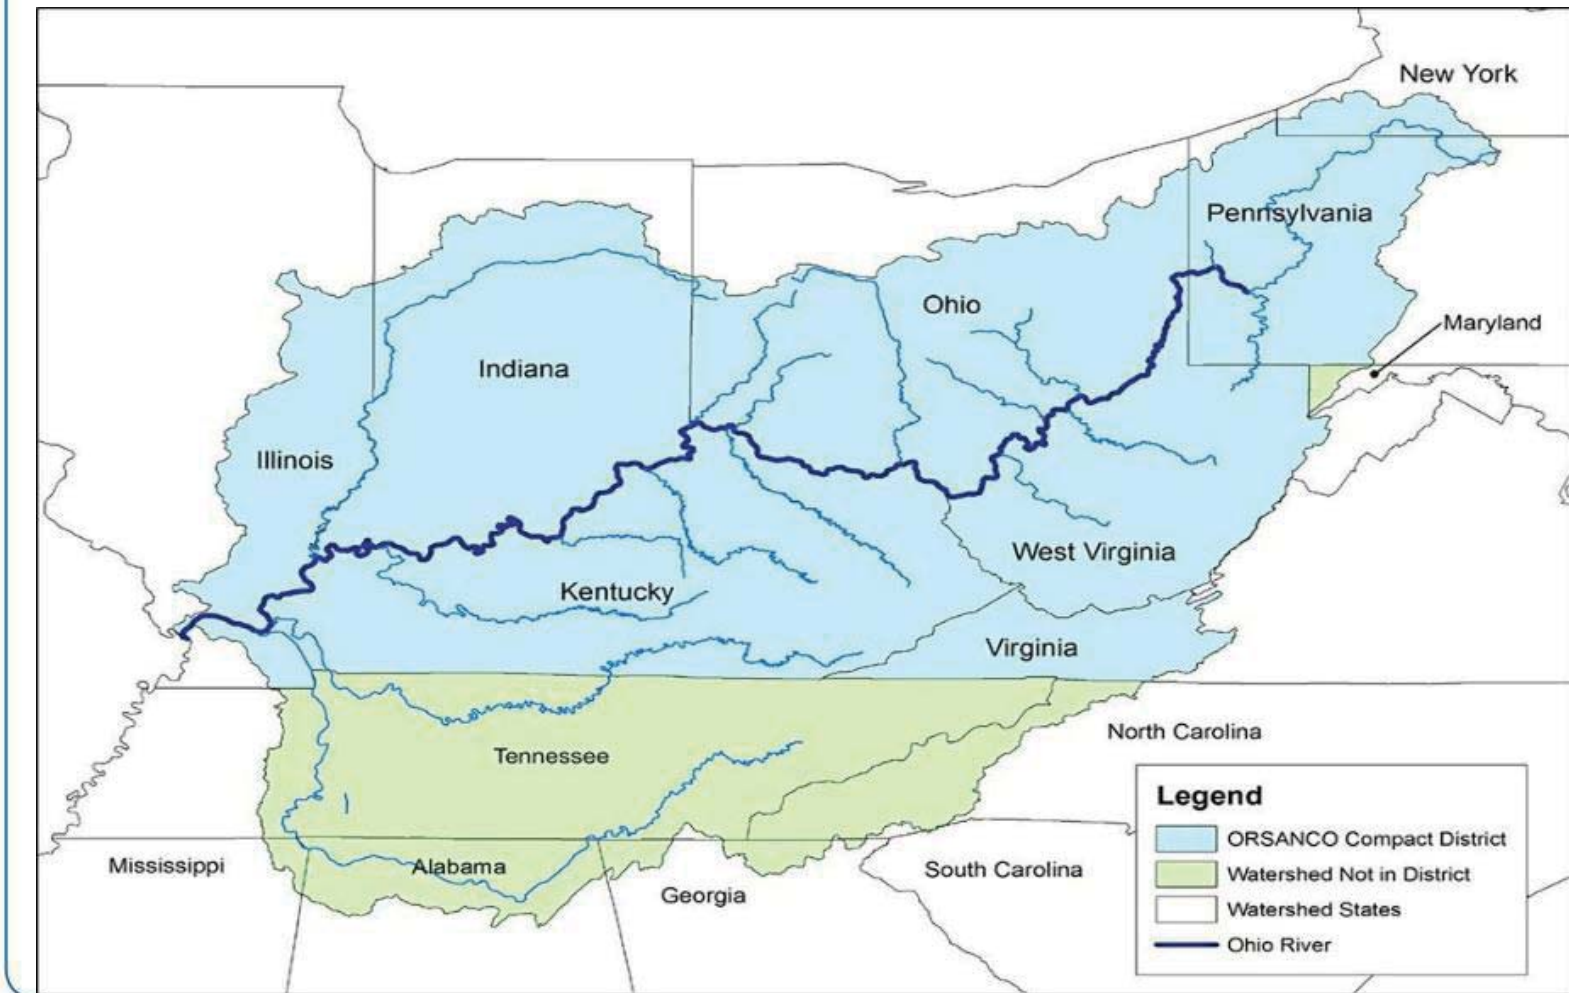 New York
Pennsylvania
Ohio
Maryland
Indiana
Illinois
West Virginia
Kentucky
Virginia
North Carolina
Tennessee
Mississippi
Alabama
Georgia
South Carolina
Legend
ORSANCO Compact District
Watershed Not in District
Watershed States
Ohio River